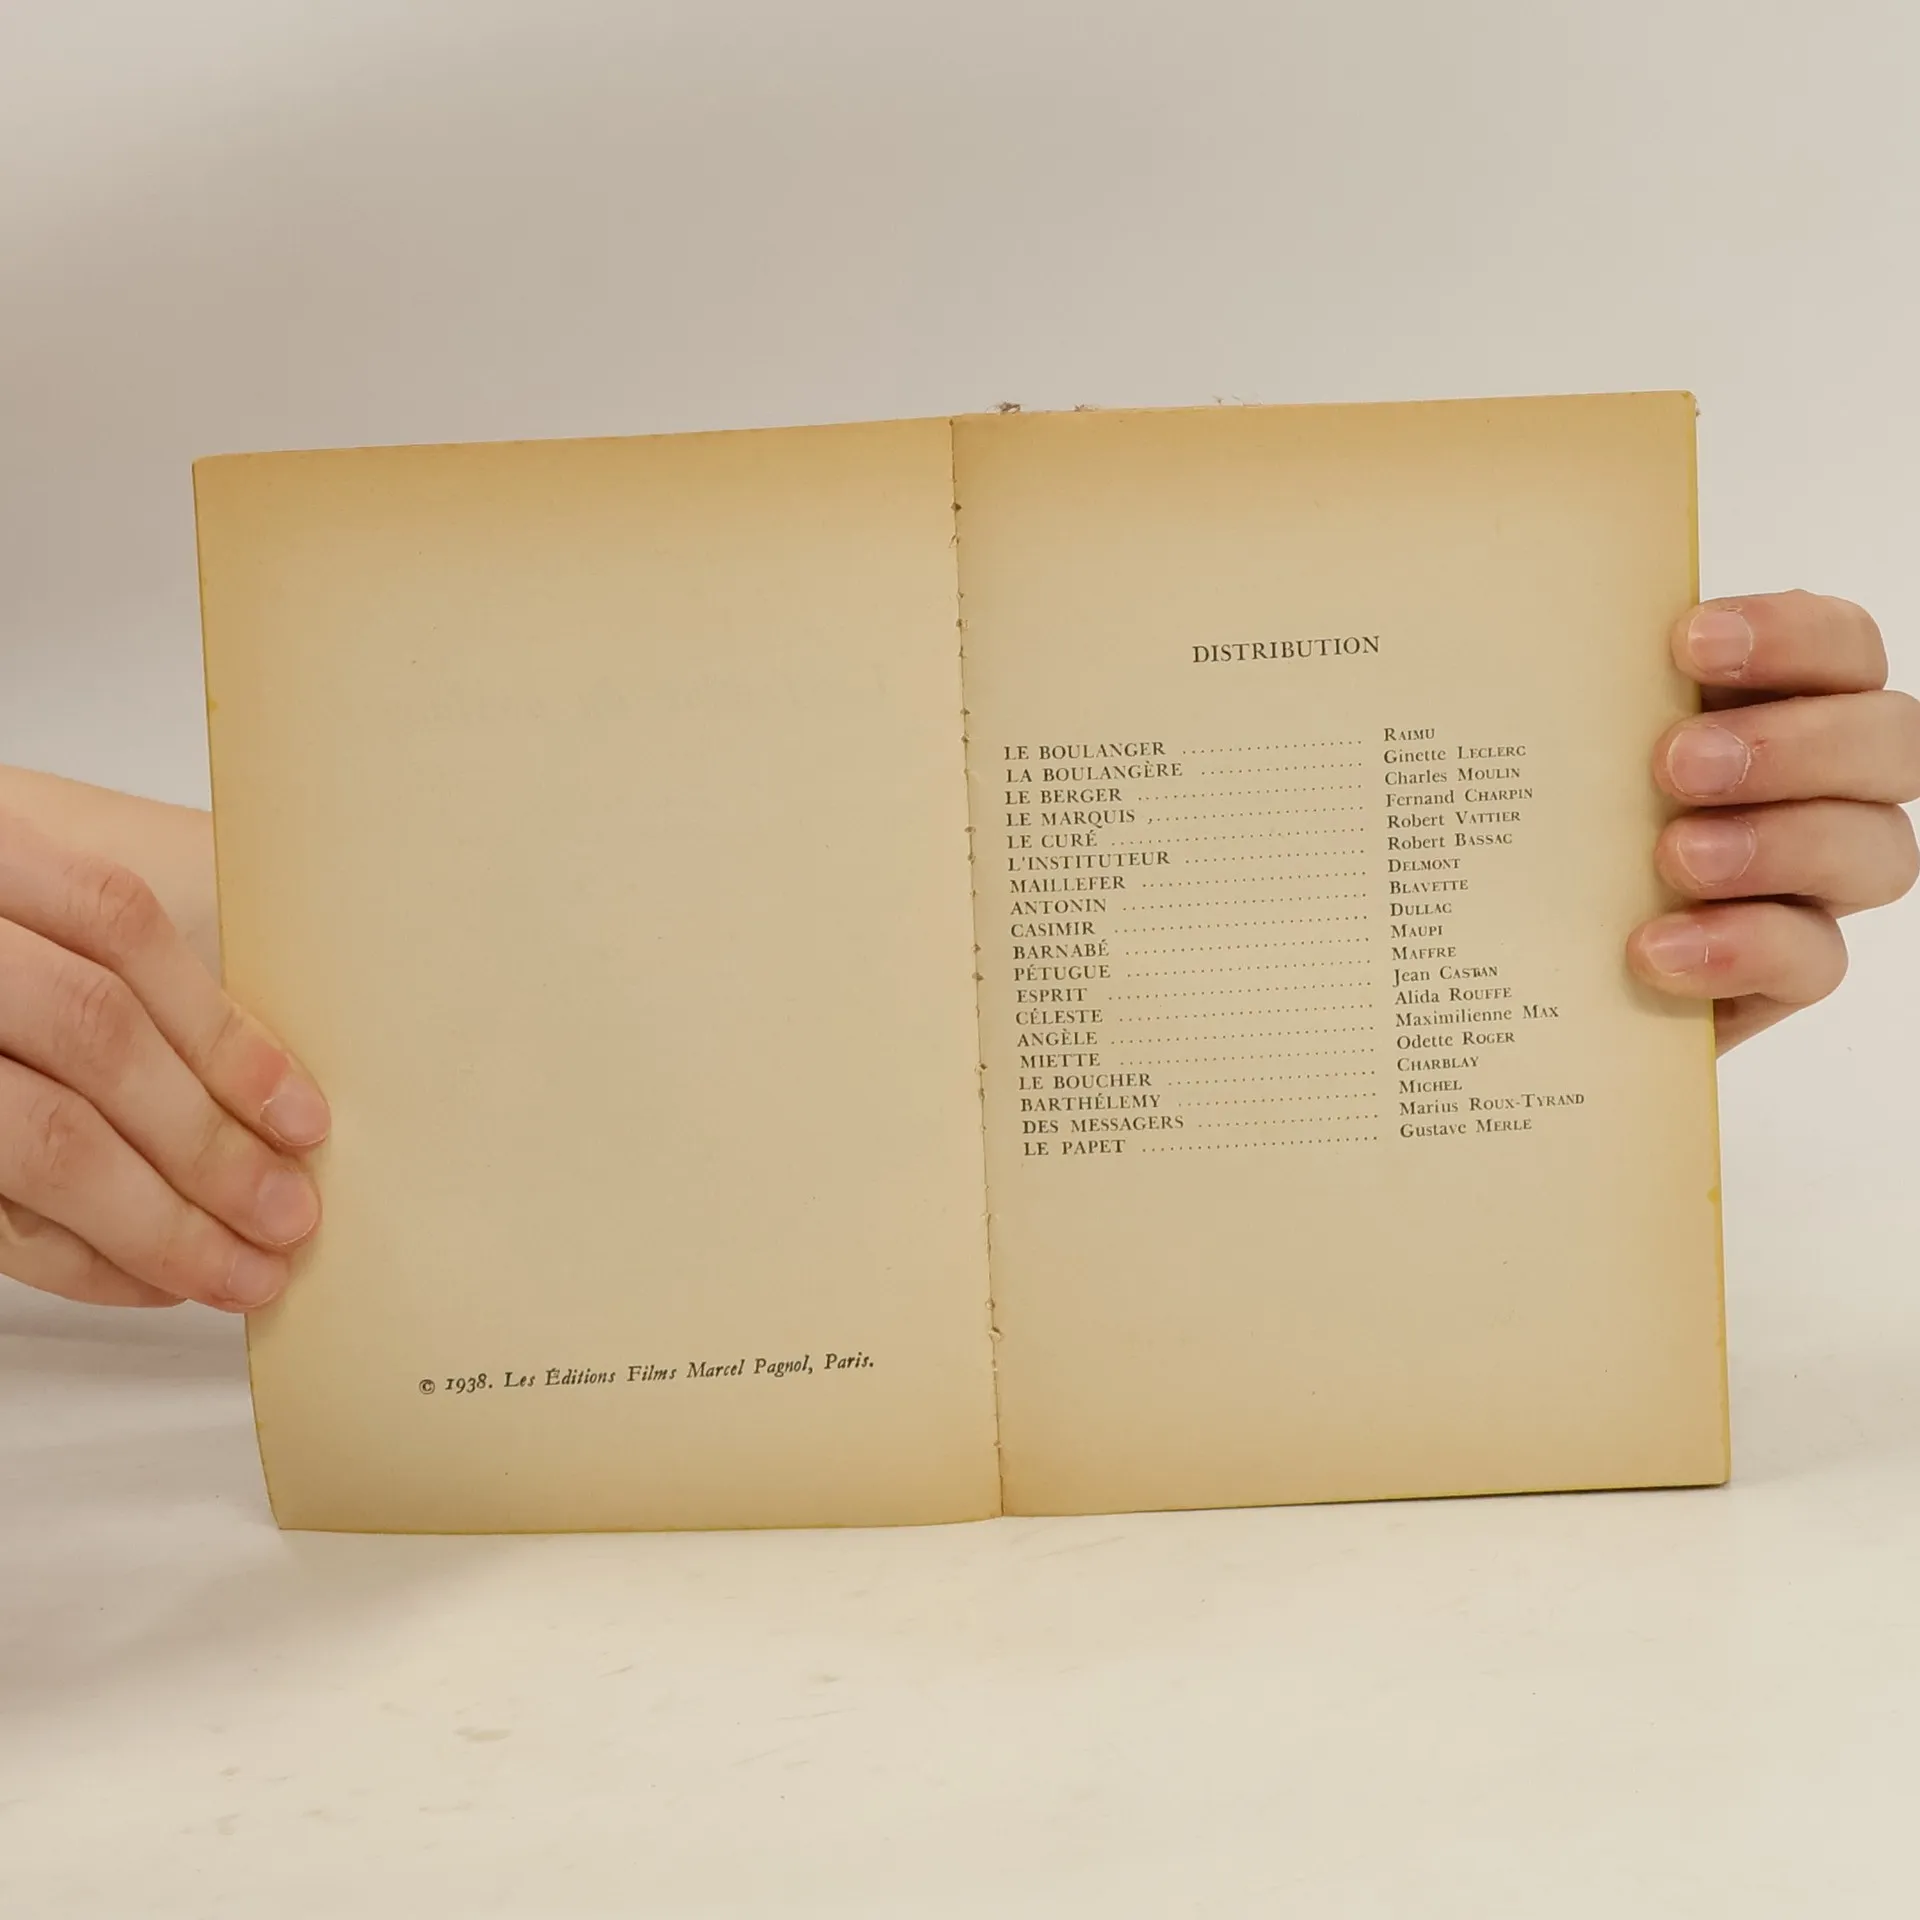 © 1938. Les Éditions Films Marcel Pagnol, Paris.
DISTRIBUTION
LE BOULANGER .................... RAIMU
LA BOULANGÈRE .................. Ginette LECLERC
LE BERGER ......................... Charles MOULIN
LE MARQUIS ,....................... Fernand CHARPIN
LE CURÉ ............................ Robert VATTIER
L'INSTITUTEUR .................... Robert BASSAC
MAILLEFER ......................... DELMONT
ANTONIN ........................... BLAVETTE
CASIMIR ............................ DULLAC
BARNABÉ ........................... MAUPI
PÉTUGUE ........................... MAFFRE
ESPRIT ............................. Jean CASTAN
CÉLESTE ............................ Alida ROUFFE
ANGÈLE ............................. Maximilienne MAX
MIETTE ............................ Odette ROGER
LE BOUCHER ....................... CHARBLAY
BARTHÉLEMY ...................... MICHEL
DES MESSAGERS .................... Marius ROUX-TYRAND
LE PAPET .......................... Gustave MERLE